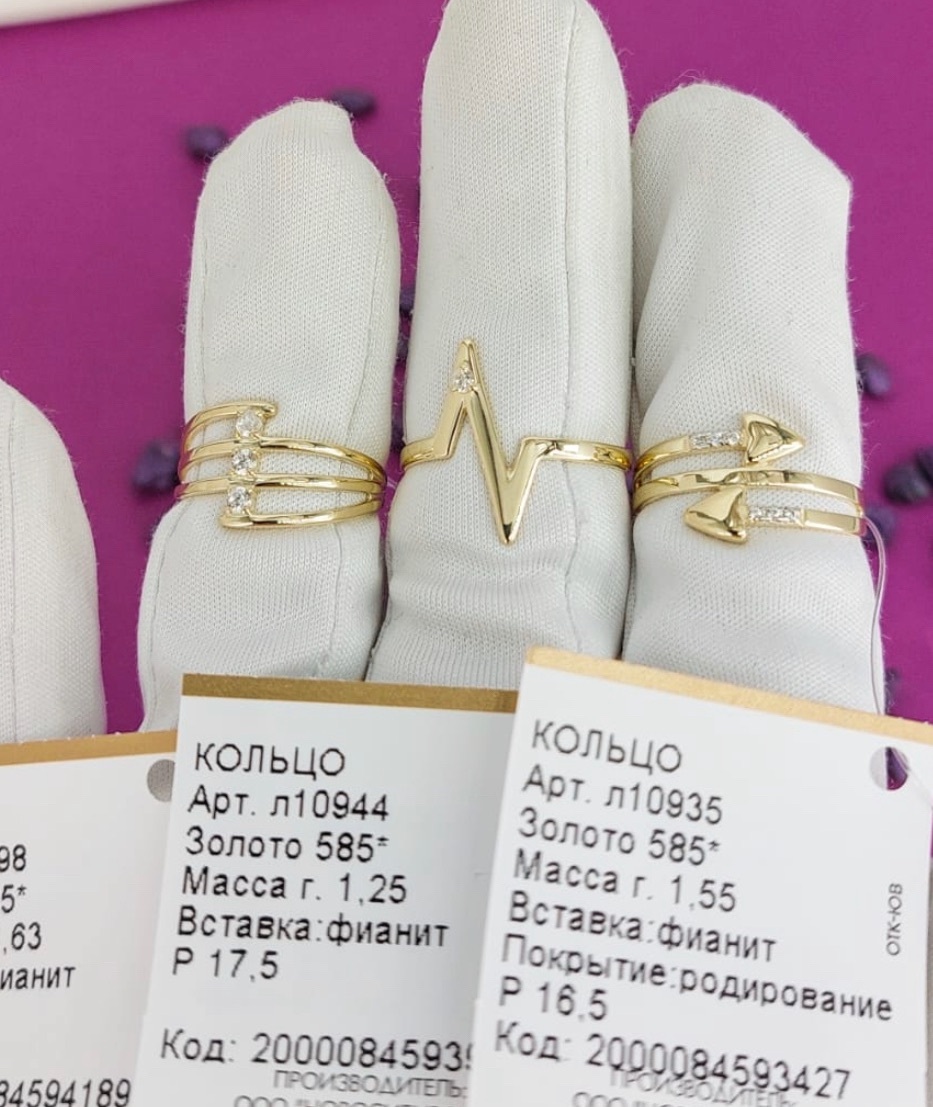 98
5*
,63
ианит
84594189
КОЛЬЦО
Арт. л10944
Золото 585*
Масса г. 1,25
Вставка:фианит
Р 17,5
Код: 200008459393
ПРОИЗВОДИТЕЛЬ:
КОЛЬЦО
Арт. л10935
Золото 585*
Масса г. 1,55
Вставка:фианит
Покрытие:родирование
Р 16,5
Код: 2000084593427
ПРОИЗВОДИТЕЛЬ:
ОТК-ЮВ